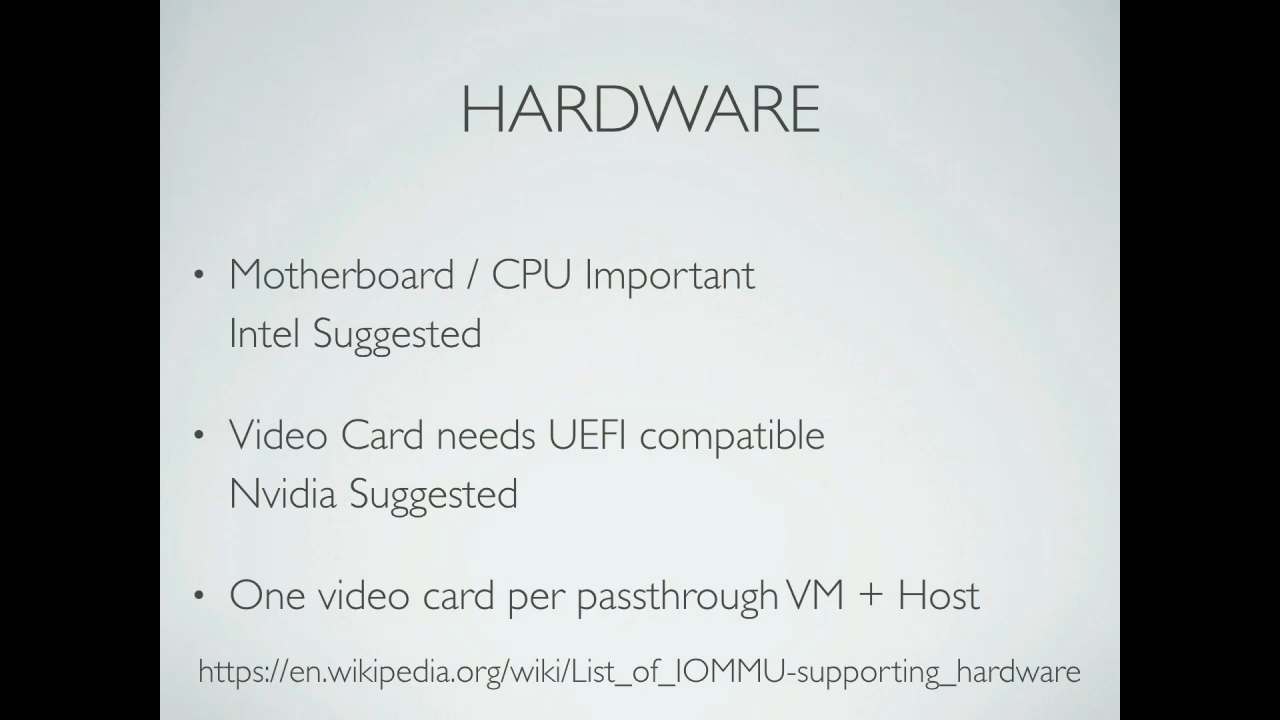 HARDWARE
• Motherboard / CPU Important
Intel Suggested
• Video Card needs UEFI compatible
Nvidia Suggested
• One video card per passthrough VM + Host
https://en.wikipedia.org/wiki/List_of_IOMMU-supporting_hardware